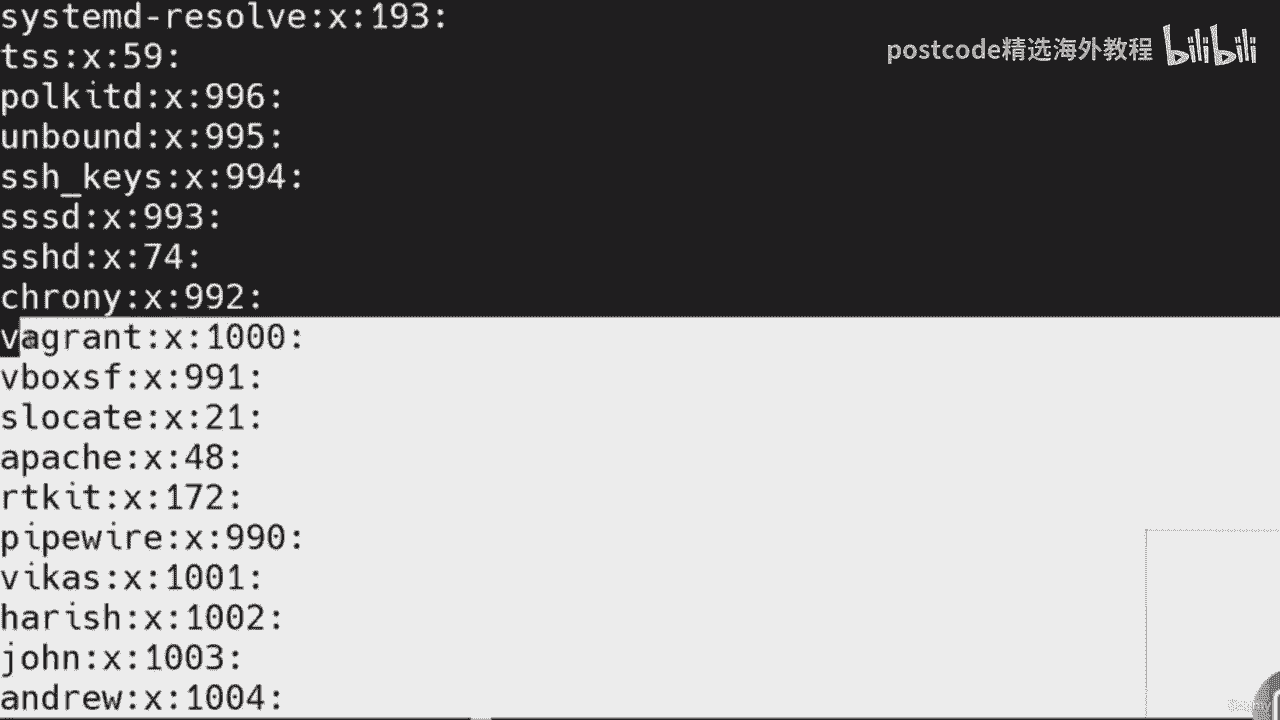 systemd-resolve:x:193:
tss:x:59:
postcode精选海外教程 bilibili
polkitd:x:996:
unbound:x:995:
ssh_keys:x:994:
sssd:x:993:
sshd:x:74:
chrony:x:992:
vagrant:x:1000:
vboxsf:x:991:
slocate:x:21:
apache:x:48:
rtkit:x:172:
pipewire:x:990:
vikas:x:1001:
harish:x:1002:
john:x:1003:
andrew:x:1004: